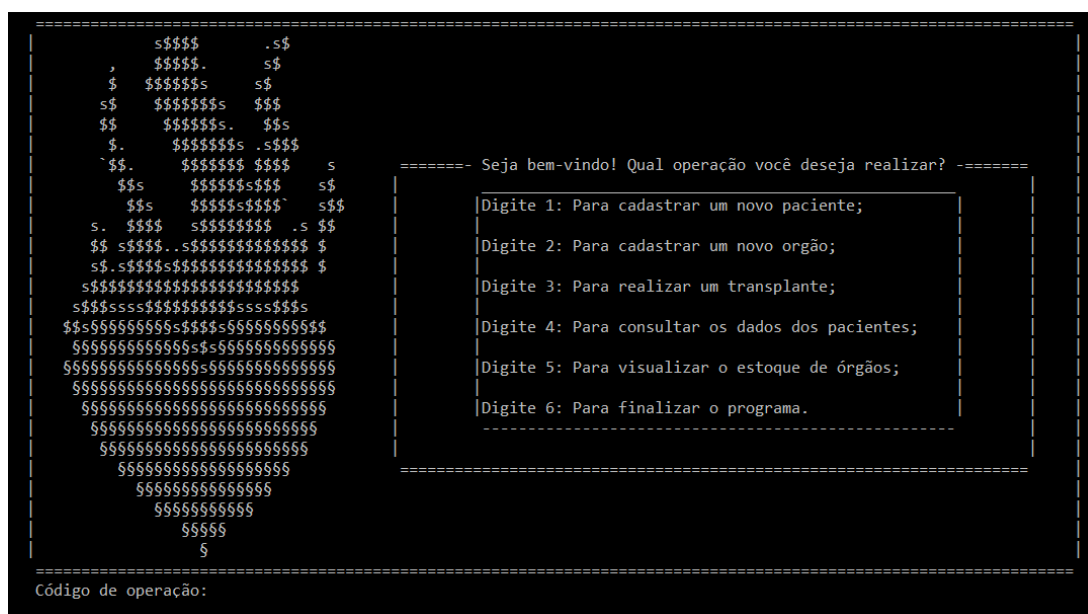 =======- Seja bem-vindo! Qual operação você deseja realizar? -=======
Digite 1: Para cadastrar um novo paciente;
Digite 2: Para cadastrar um novo orgão;
Digite 3: Para realizar um transplante;
Digite 4: Para consultar os dados dos pacientes;
Digite 5: Para visualizar o estoque de órgãos;
Digite 6: Para finalizar o programa.
Código de operação: